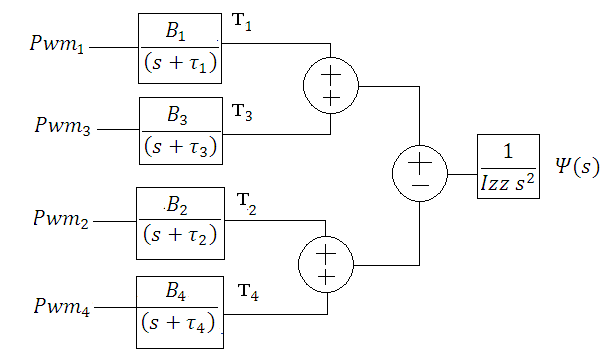 Pwm₁ B₁ T₁
(s + τ₁)
+
+
Pwm₃ B₃ T₃
(s + τ₃)
+
−
1
Izz s²
Ψ(s)
Pwm₂ B₂ T₂
(s + τ₂)
+
+
Pwm₄ B₄ T₄
(s + τ₄)